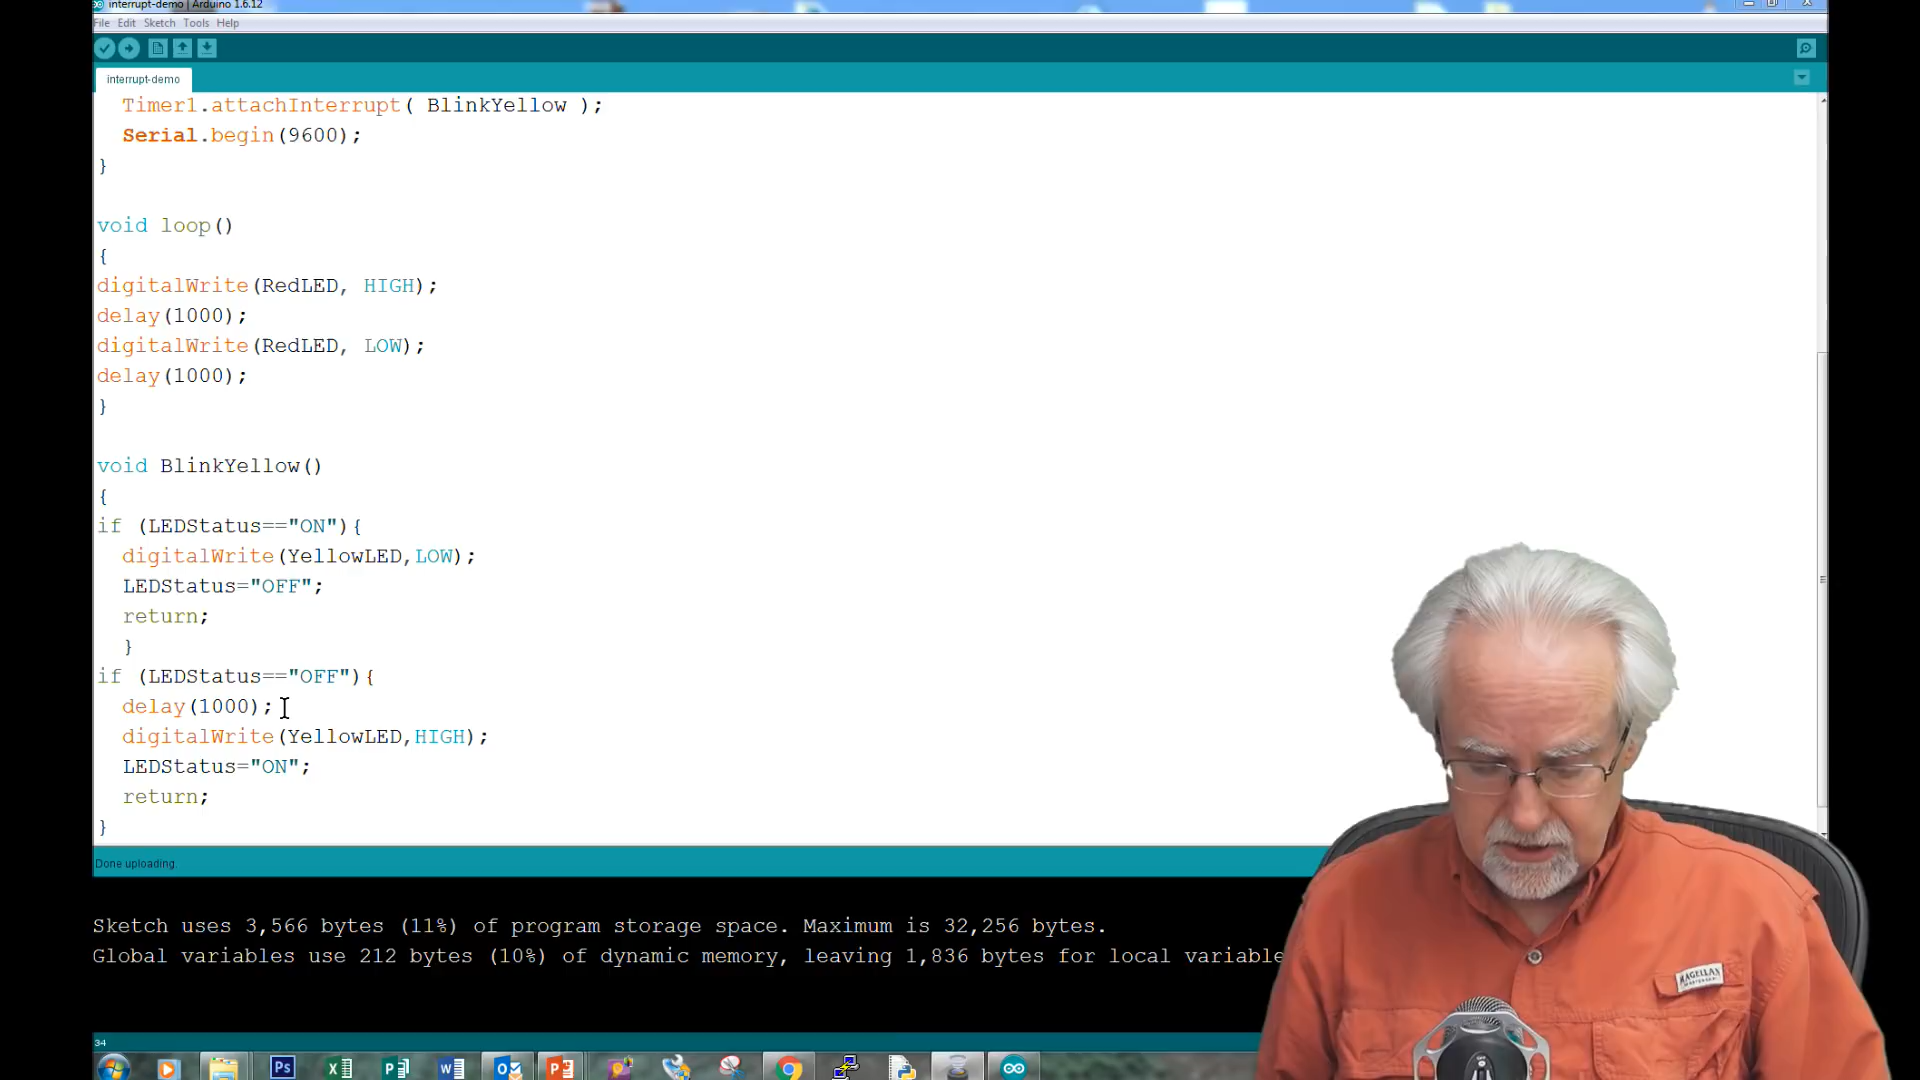 interrupt-demo | Arduino 1.6.12
File Edit Sketch Tools Help
interrupt-demo
Timer1.attachInterrupt( BlinkYellow );
Serial.begin(9600);
}
void loop()
{
digitalWrite(RedLED, HIGH);
delay(1000);
digitalWrite(RedLED, LOW);
delay(1000);
}
void BlinkYellow()
{
if (LEDStatus=="ON"){
digitalWrite(YellowLED,LOW);
LEDStatus="OFF";
return;
}
if (LEDStatus=="OFF"){
delay(1000);
digitalWrite(YellowLED,HIGH);
LEDStatus="ON";
return;
}
Done uploading.
Sketch uses 3,566 bytes (11%) of program storage space. Maximum is 32,256 bytes.
Global variables use 212 bytes (10%) of dynamic memory, leaving 1,836 bytes for local variable
34
Ps
MAGELLAN